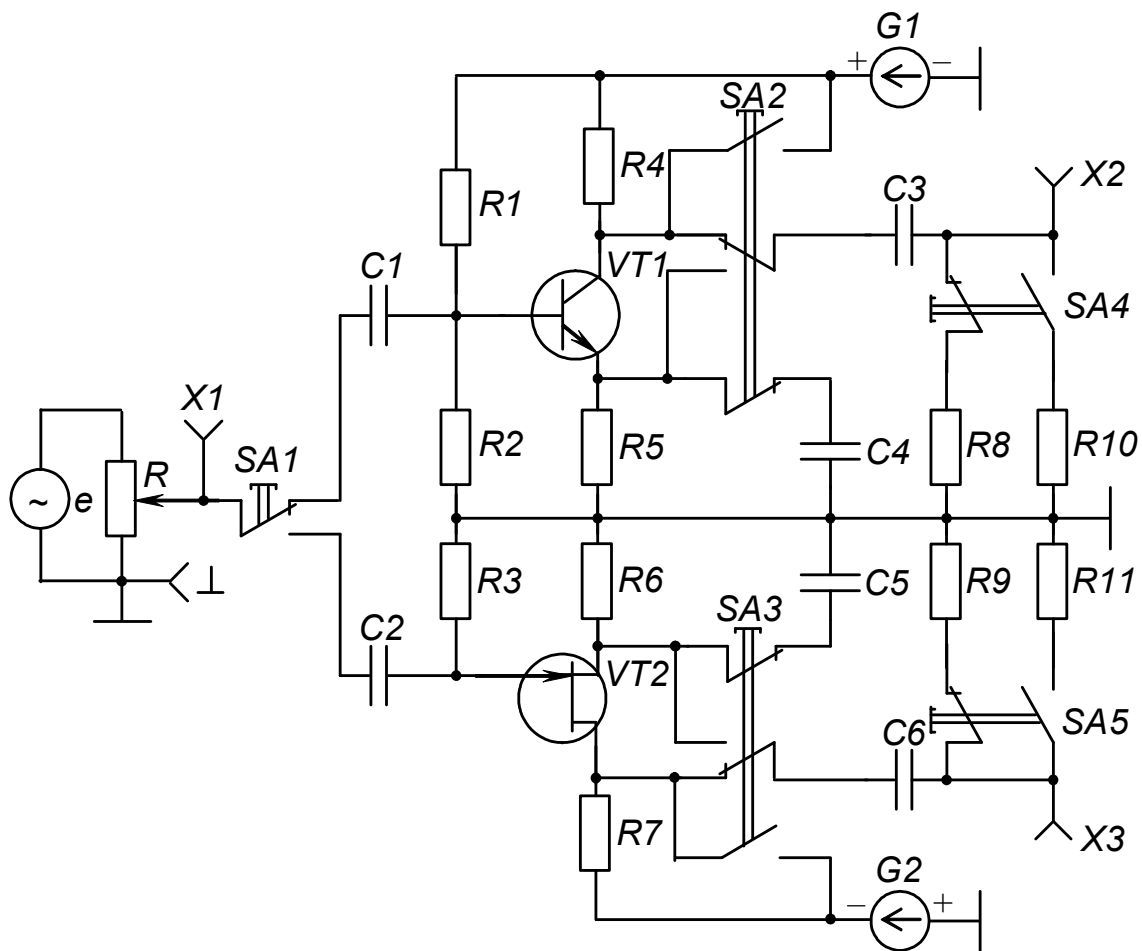 G1
+ −
SA2
R4
X2
C3
R1
C1
VT1
SA4
X1
SA1
R
R2
R5
C4
R8
R10
~
e
⊥
R3
R6
C5
R9
R11
SA3
C2
VT2
SA5
C6
R7
X3
G2
− +